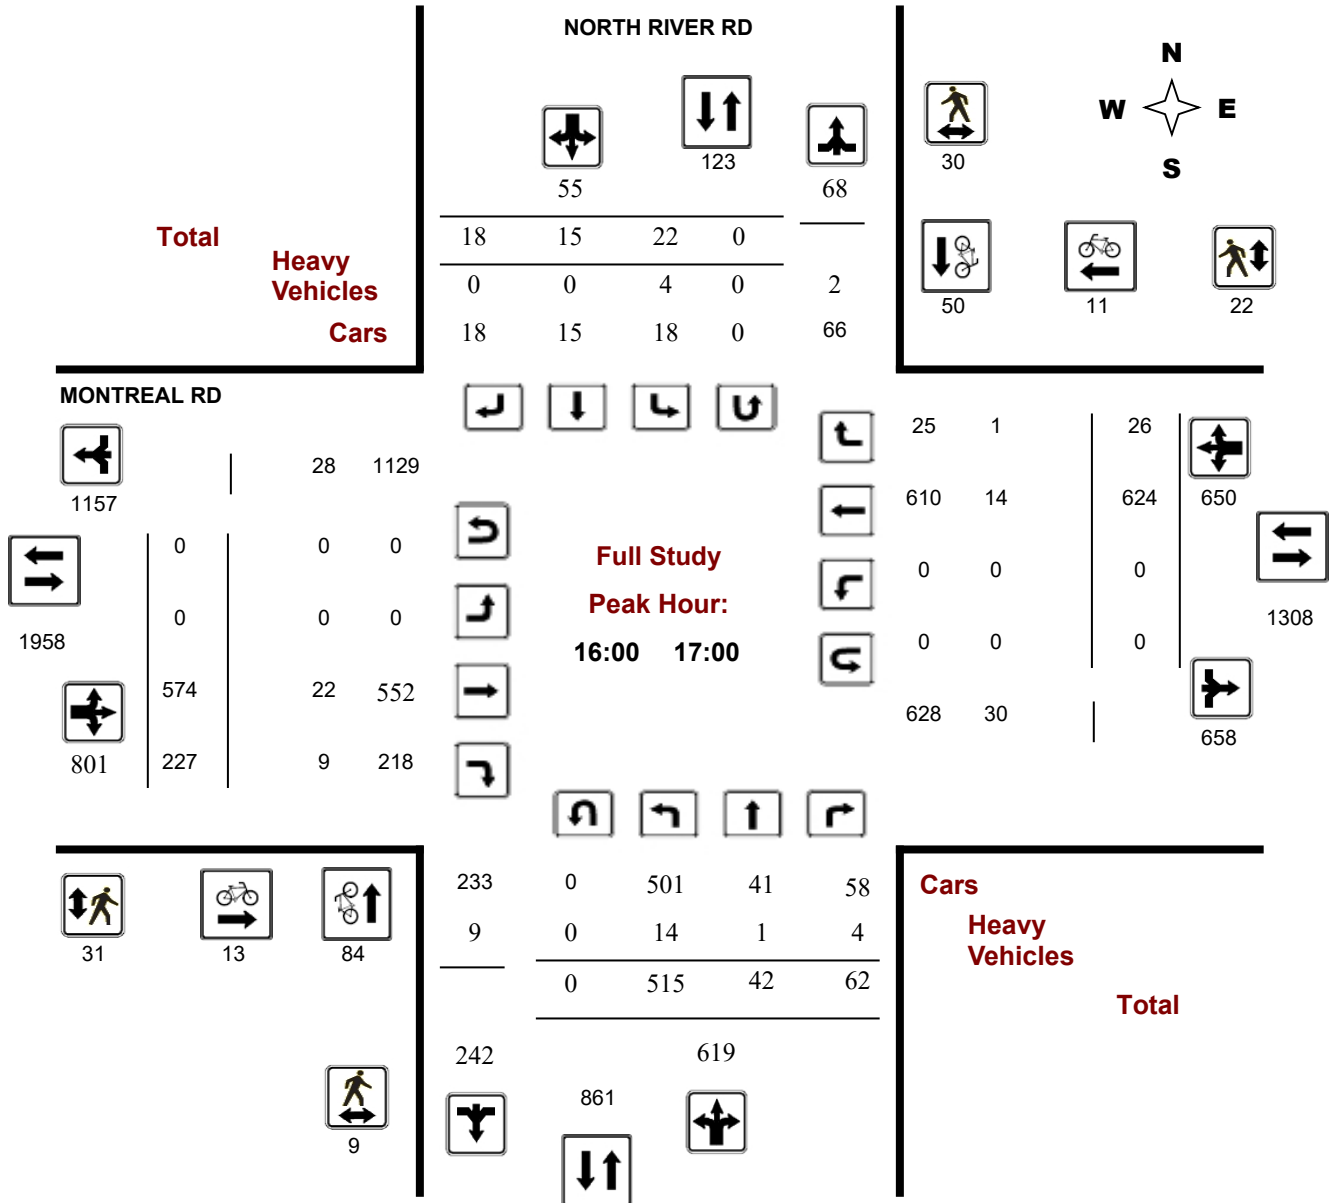 NORTH RIVER RD
N
W E
S
123
30
55
68
Total 18 15 22 0
Heavy
Vehicles 0 0 4 0 2
Cars 18 15 18 0 66
50 11 22
MONTREAL RD
25 1 26
28 1129
1157
610 14 624 650
0 0 0
Full Study
0 0 0
Peak Hour:
0 0 0
1958
1308
16:00 17:00
0 0 0
574 22 552
628 30
658
801 227 9 218
233 0 501 41 58 Cars
9 0 14 1 4 Heavy
Vehicles
31 13 84
0 515 42 62
Total
242 619
861
9